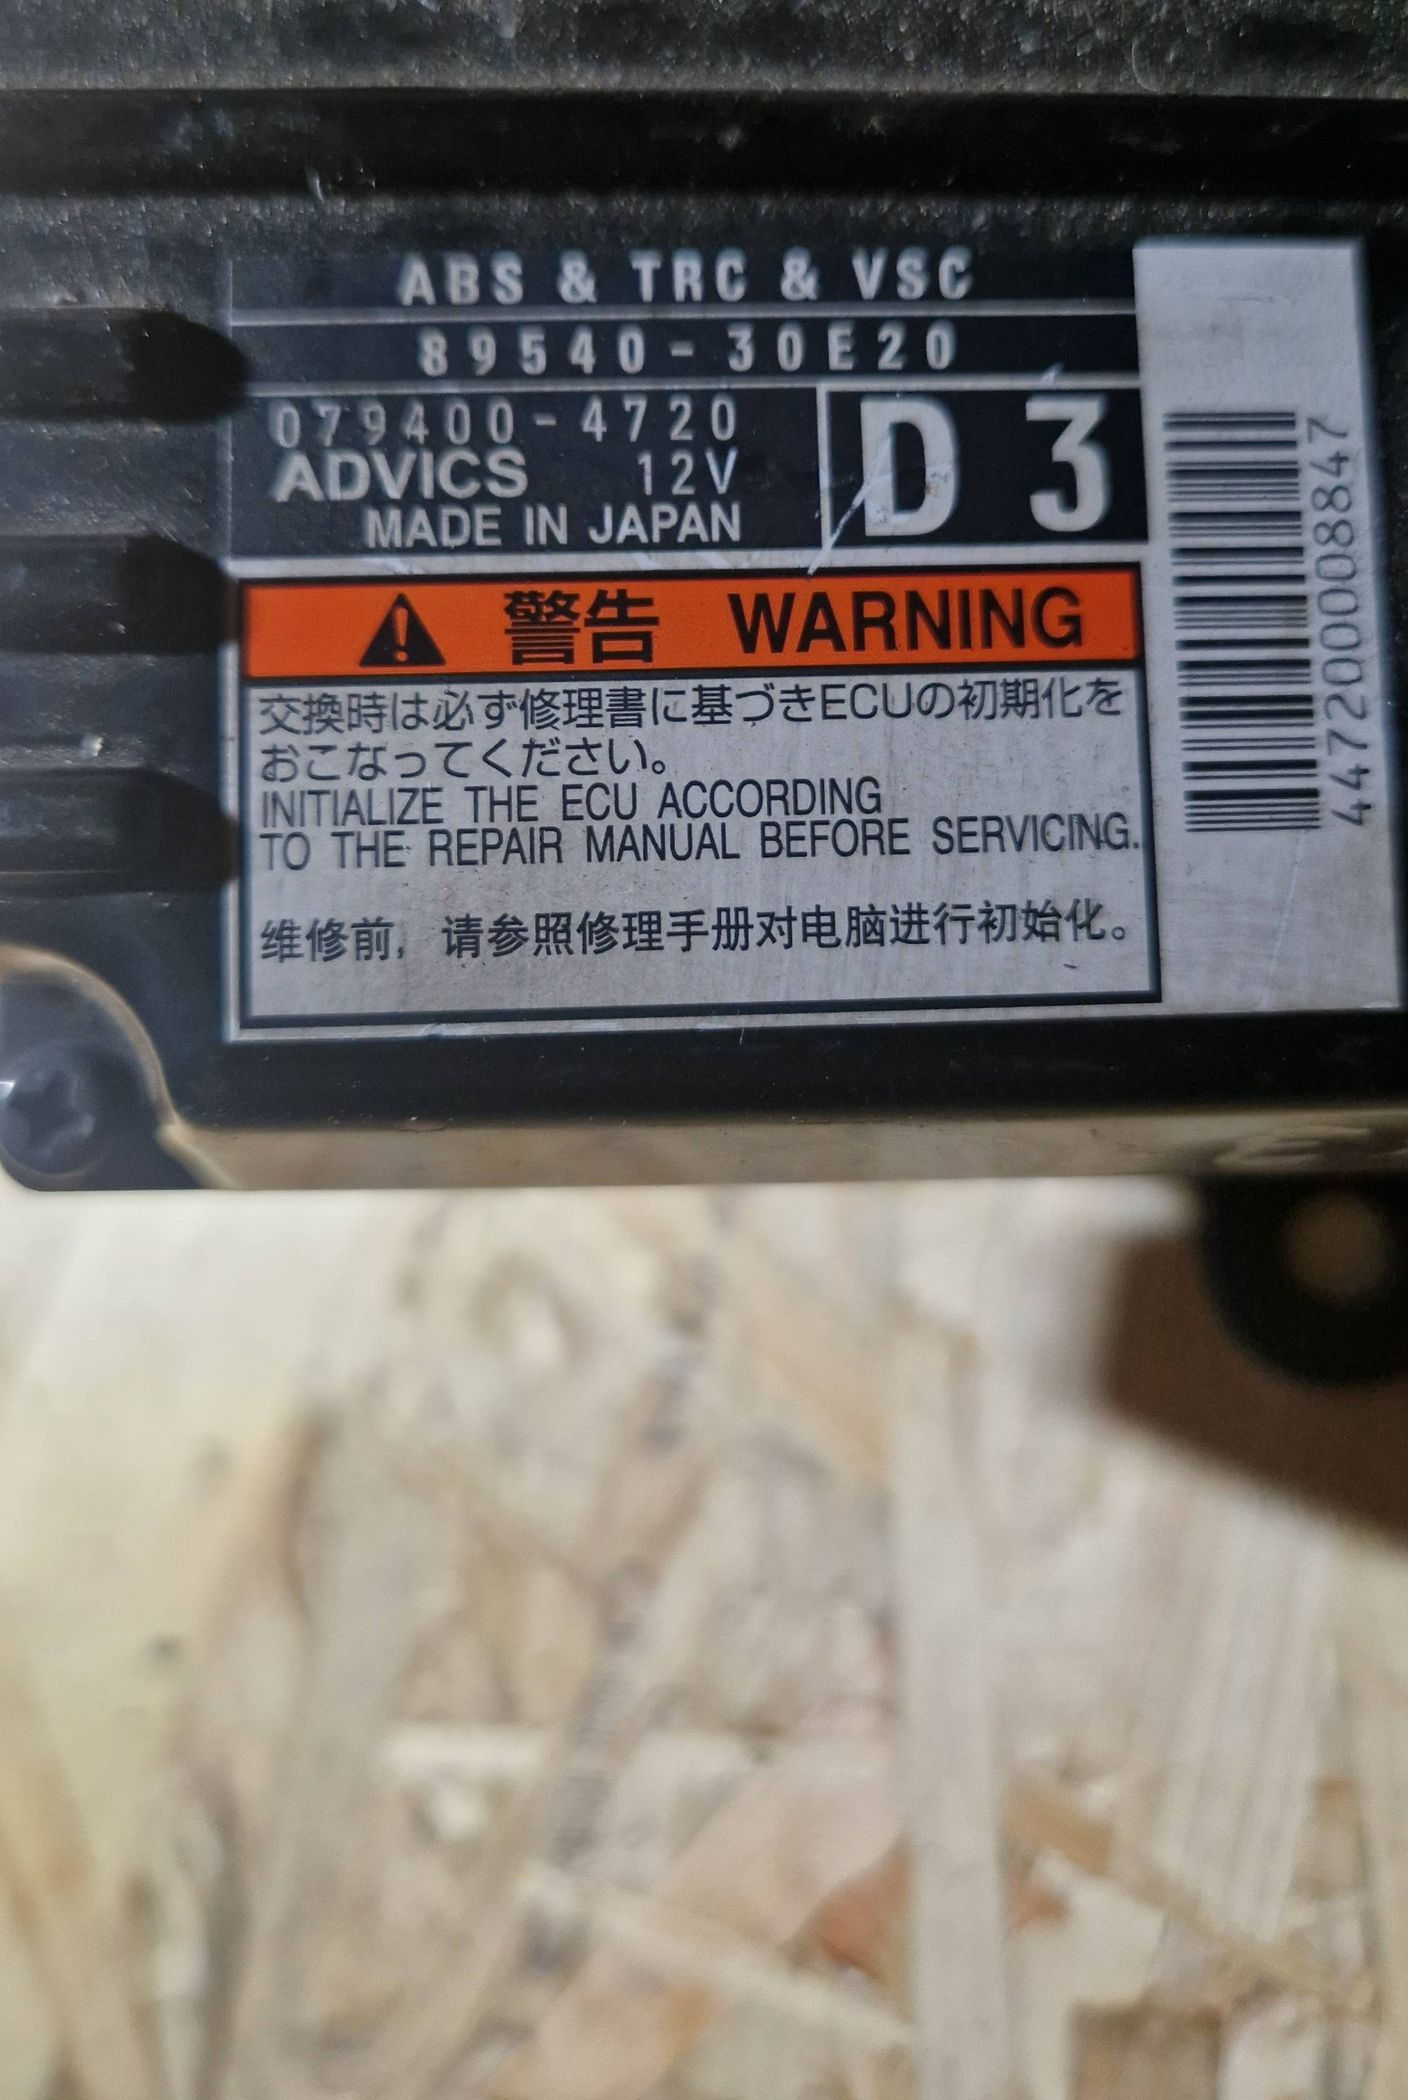 ABS & TRC & VSC
89540-30E20
079400-4720
ADVICS 12V
MADE IN JAPAN
D 3
警告 WARNING
交換時は必ず修理書に基づきECUの初期化を
おこなってください。
INITIALIZE THE ECU ACCORDING
TO THE REPAIR MANUAL BEFORE SERVICING.
维修前，请参照修理手册对电脑进行初始化。
447200008847